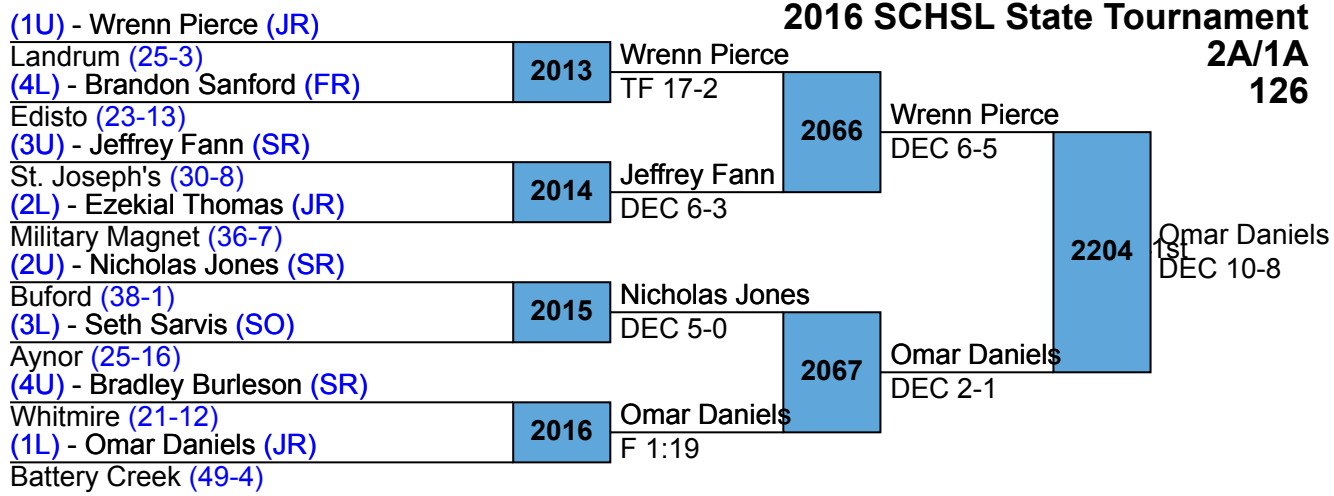 2016 SCHSL State Tournament
2A/1A
126
(1U) - Wrenn Pierce (JR)
Landrum (25-3)
(4L) - Brandon Sanford (FR)
Edisto (23-13)
(3U) - Jeffrey Fann (SR)
St. Joseph's (30-8)
(2L) - Ezekial Thomas (JR)
Military Magnet (36-7)
(2U) - Nicholas Jones (SR)
Buford (38-1)
(3L) - Seth Sarvis (SO)
Aynor (25-16)
(4U) - Bradley Burleson (SR)
Whitmire (21-12)
(1L) - Omar Daniels (JR)
Battery Creek (49-4)
2013
Wrenn Pierce
TF 17-2
2014
Jeffrey Fann
DEC 6-3
2015
Nicholas Jones
DEC 5-0
2016
Omar Daniels
F 1:19
2066
Wrenn Pierce
DEC 6-5
2067
Omar Daniels
DEC 2-1
2204
1st
Omar Daniels
DEC 10-8